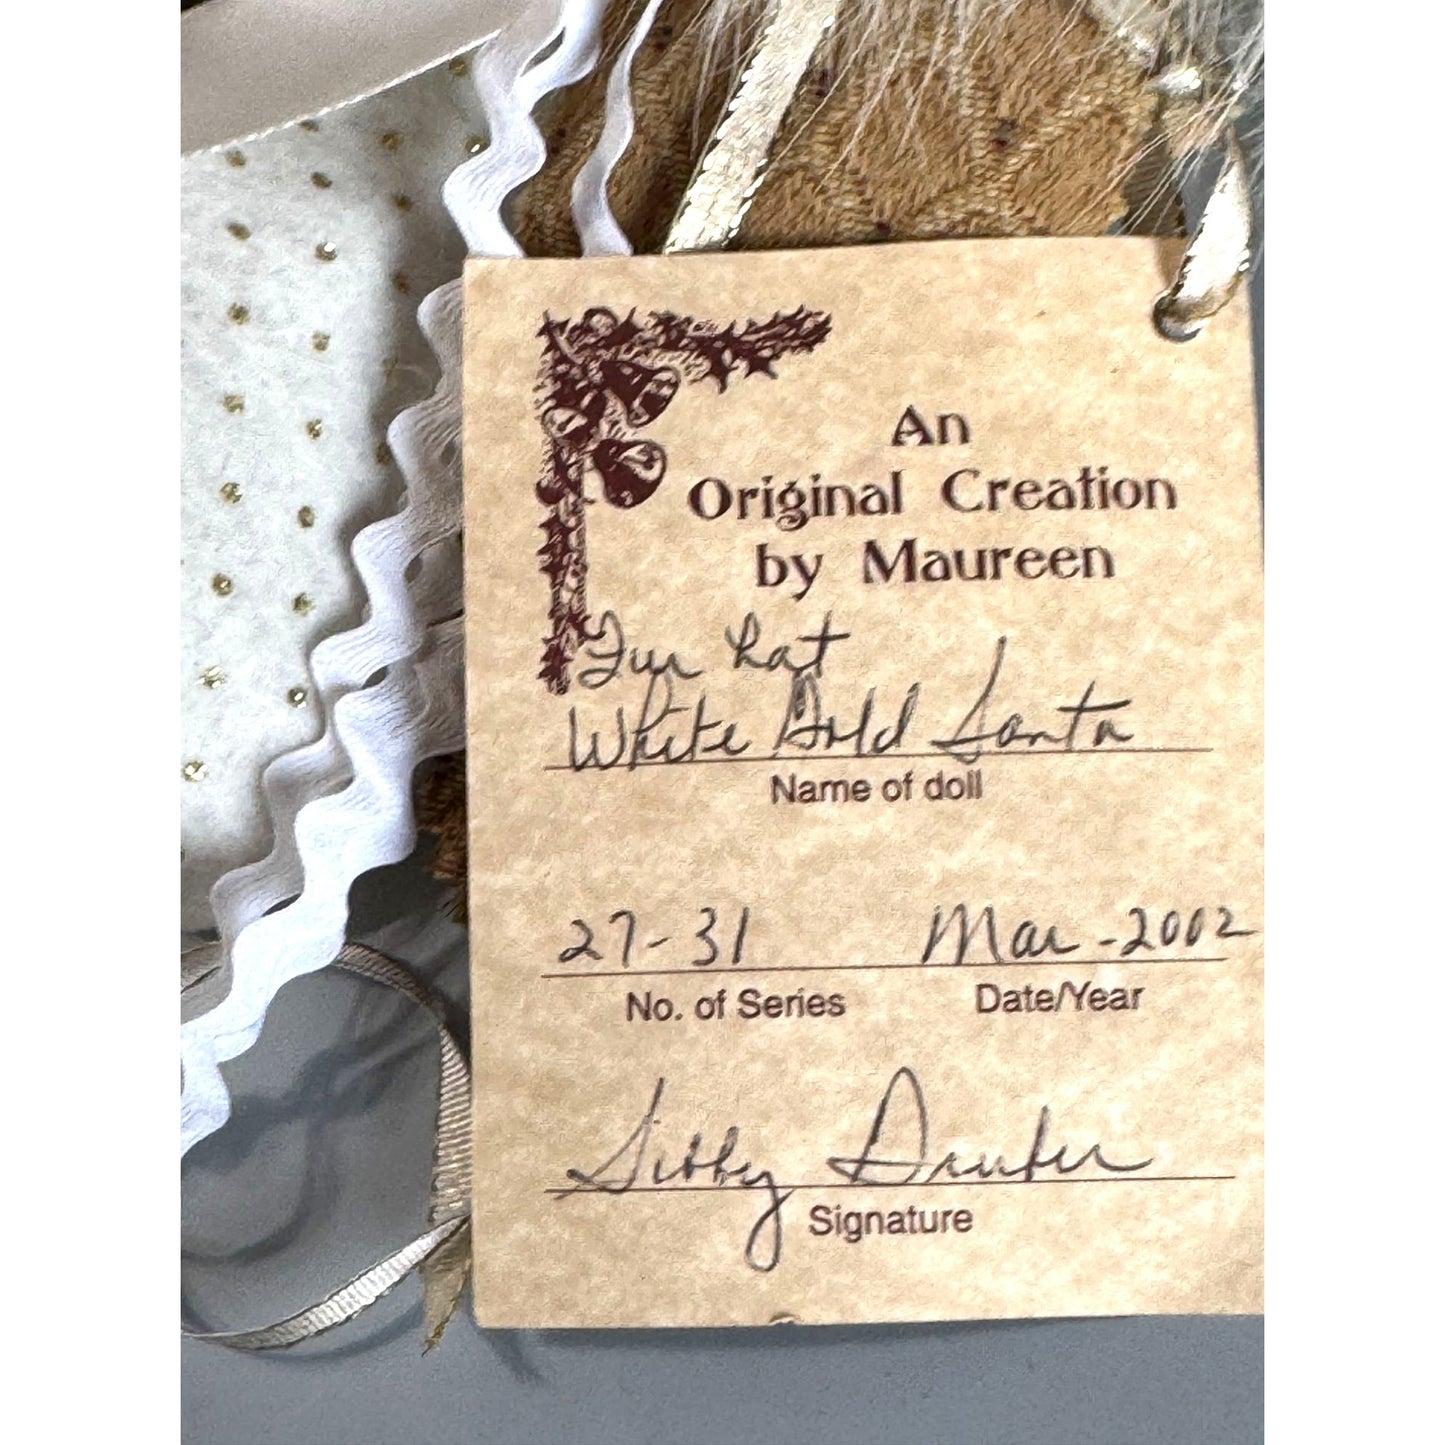 An
Original Creation
by Maureen
Fur hat
White Gold Santa
Name of doll
27-31 Mar-2002
No. of Series Date/Year
Libby
Signature